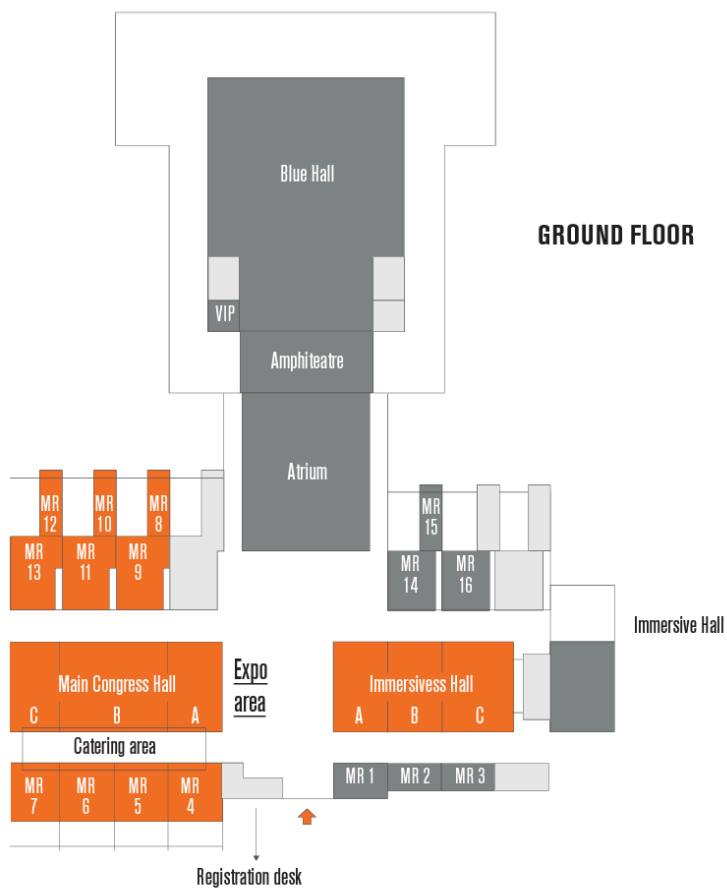 Blue Hall
GROUND FLOOR
VIP
Amphiteatre
Atrium
MR
12
MR
10
MR
8
MR
15
MR
13
MR
11
MR
9
MR
14
MR
16
Immersive Hall
Main Congress Hall
C
B
A
Expo
area
Immersivess Hall
A
B
C
Catering area
MR
7
MR
6
MR
5
MR
4
MR 1
MR 2
MR 3
Registration desk